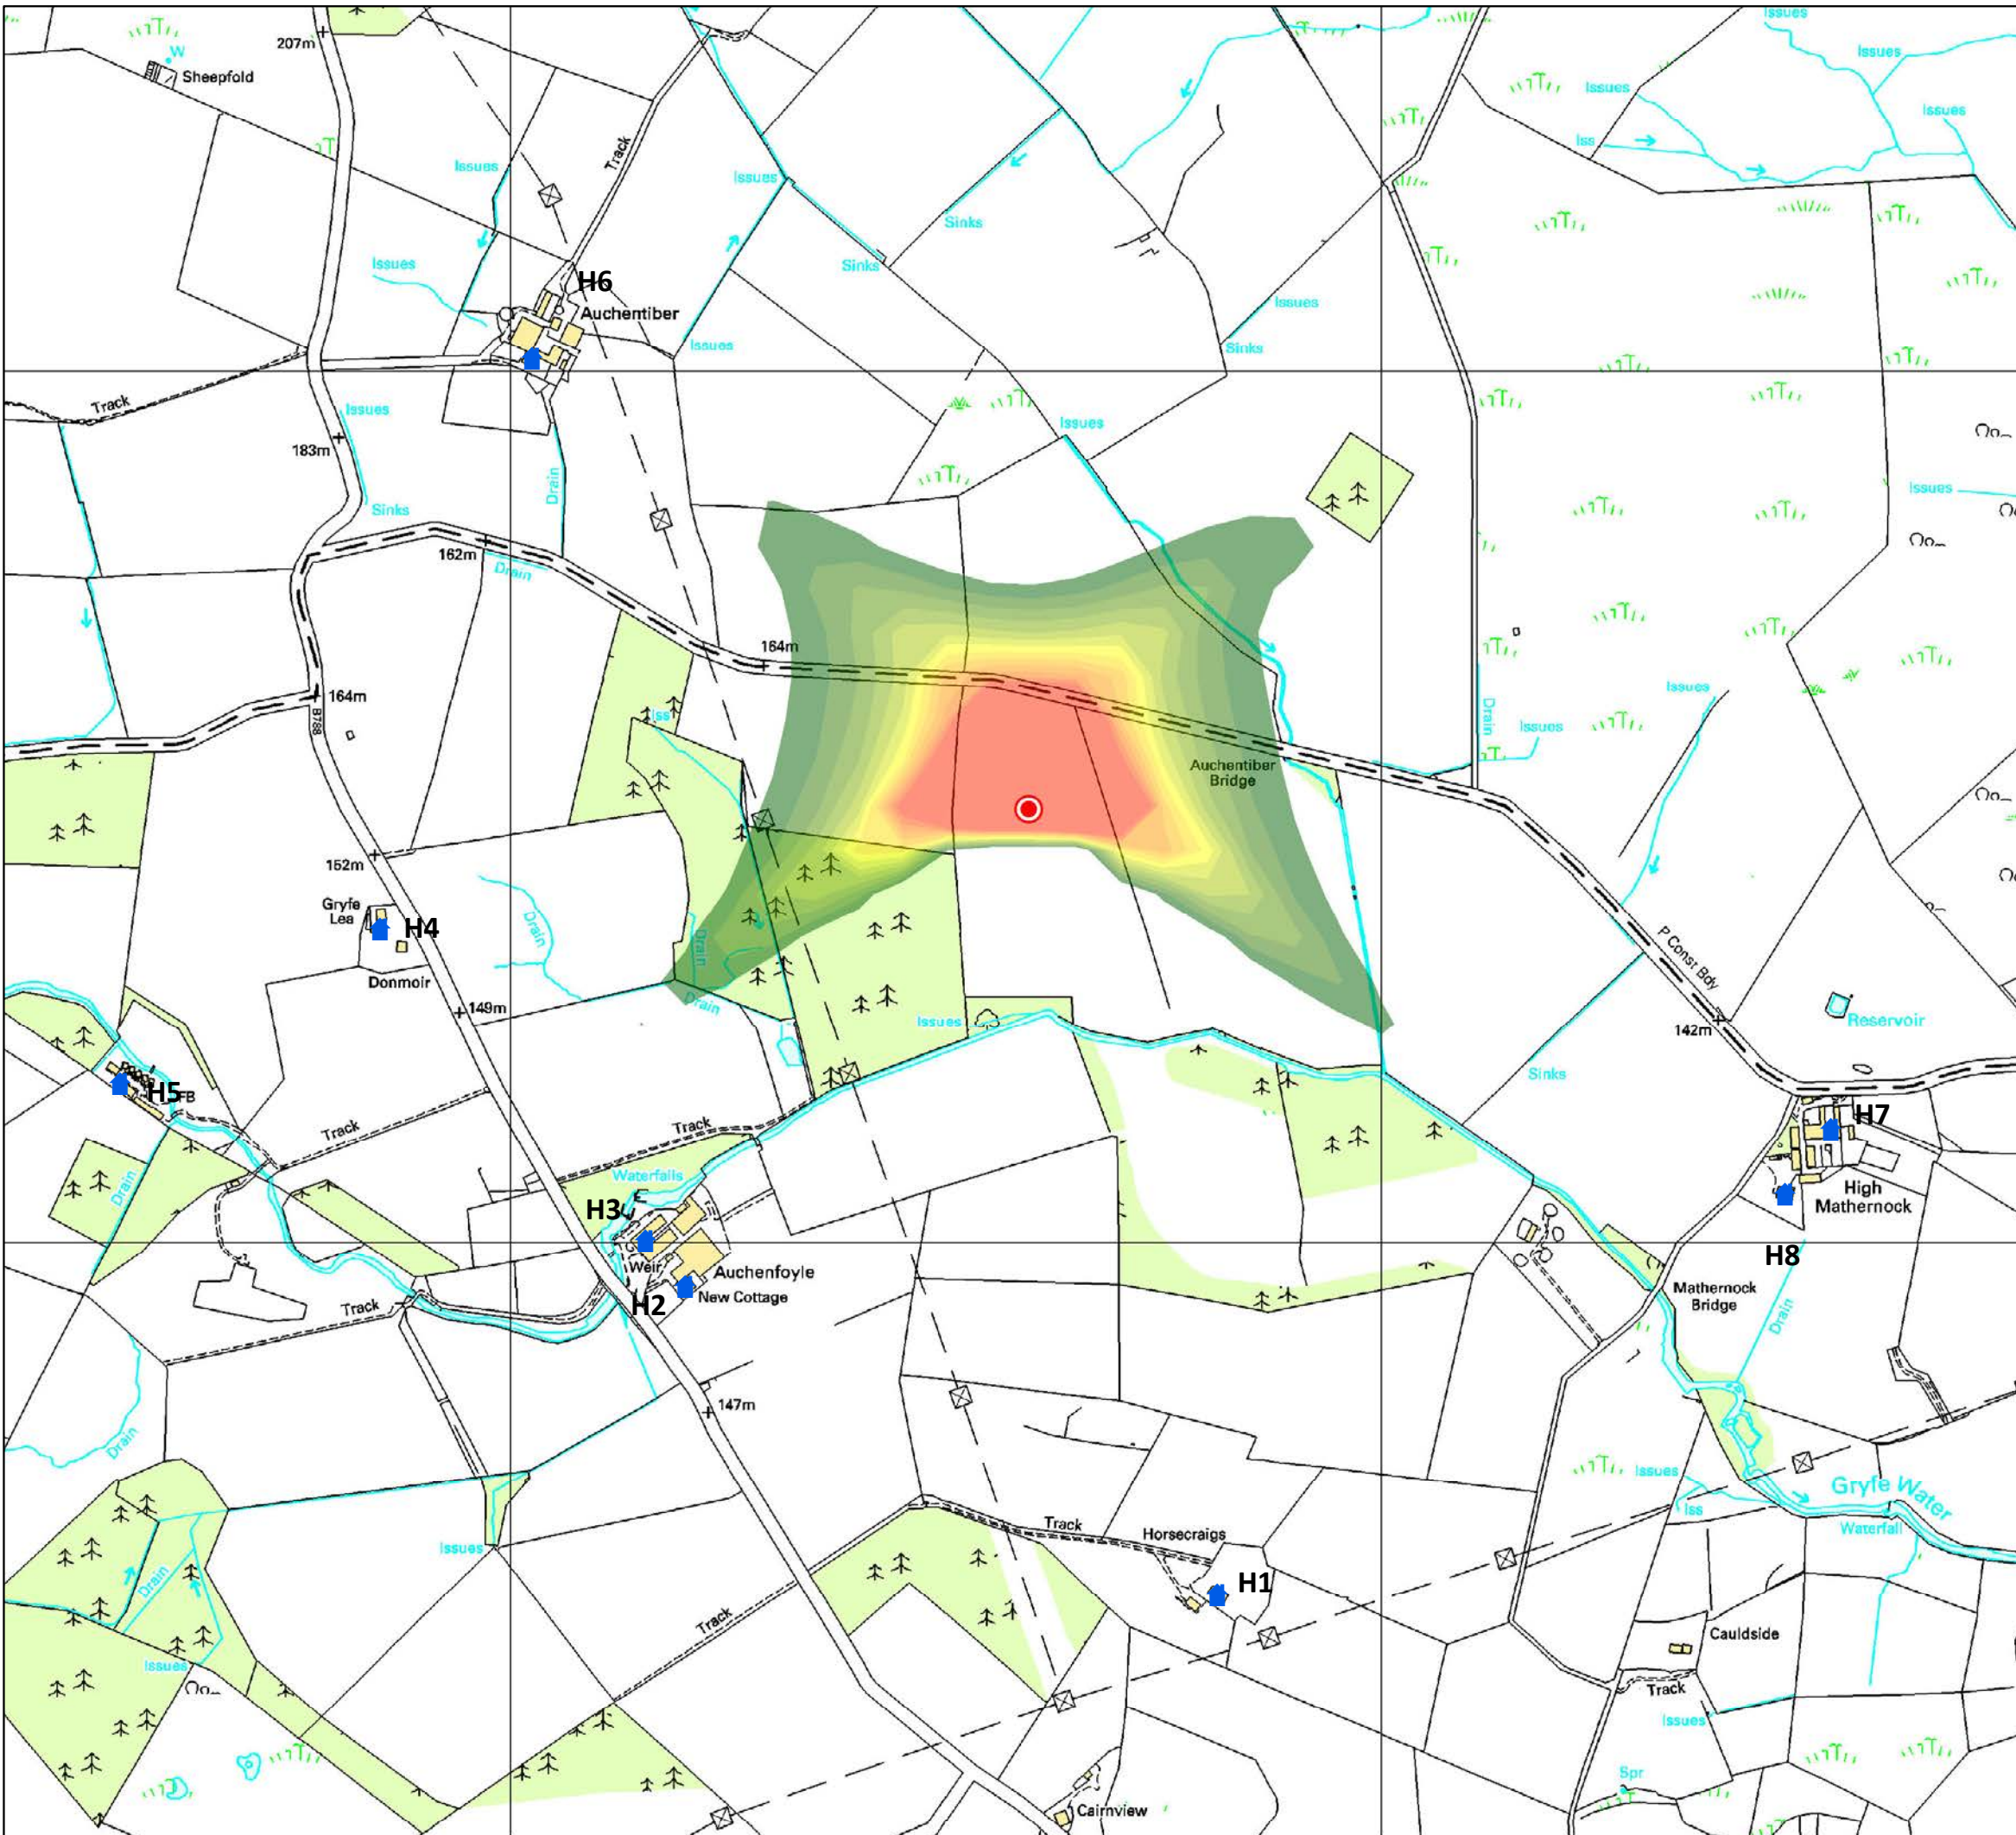 Issues
207m
W
Sheepfold
Issues
Issues
Issues
Track
Iss
Issues
Issues
Sinks
Issues
Sinks
H6
Auchentiber
Issues
Issues
Sinks
Track
Issues
Issues
183m
Drain
Issues
Sinks
162m
Drain
164m
164m
B788
Iss
Issues
Drain
Issues
Auchentiber
Bridge
152m
Gryfe
Lea
H4
Drain
Drain
P Const Bdy
Donmoir
149m
Drain
Issues
142m
Reservoir
H5
FB
Sinks
Track
Track
H7
Drain
Waterfalls
High
Mathernock
H3
Weir
Auchenfoyle
H2
New Cottage
H8
Track
Mathernock
Bridge
Drain
147m
Drain
Issues
Gryfe Water
Iss
Waterfall
Track
Horsecraigs
Issues
Drain
H1
Track
Cauldside
Issues
Track
Issues
Spr
Cairnview